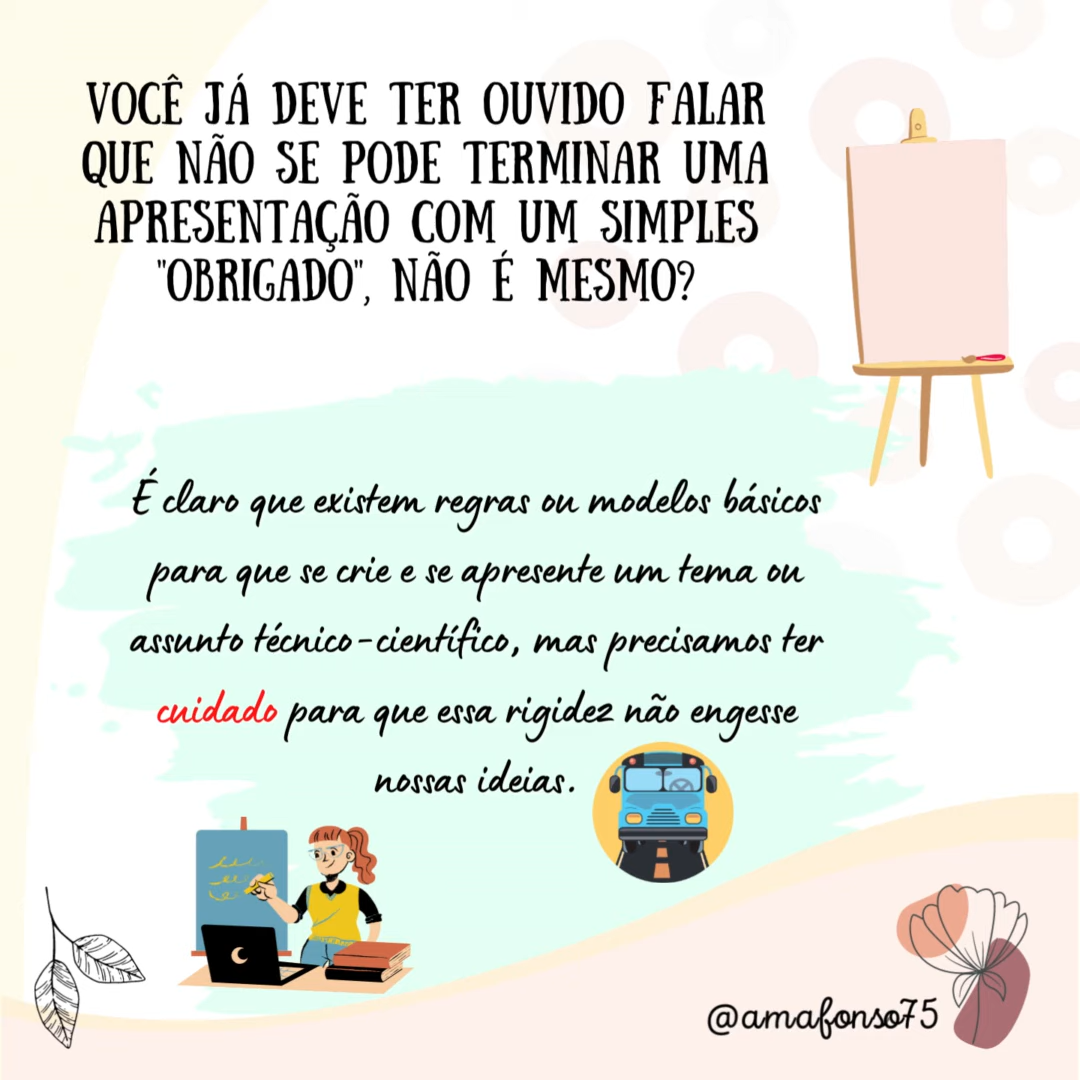 VOCÊ JÁ DEVE TER OUVIDO FALAR
QUE NÃO SE PODE TERMINAR UMA
APRESENTAÇÃO COM UM SIMPLES
"OBRIGADO", NÃO É MESMO?
É claro que existem regras ou modelos básicos
para que se crie e se apresente um tema ou
assunto técnico-científico, mas precisamos ter
cuidado para que essa rigidez não engesse
nossas ideias.
@amafonso75